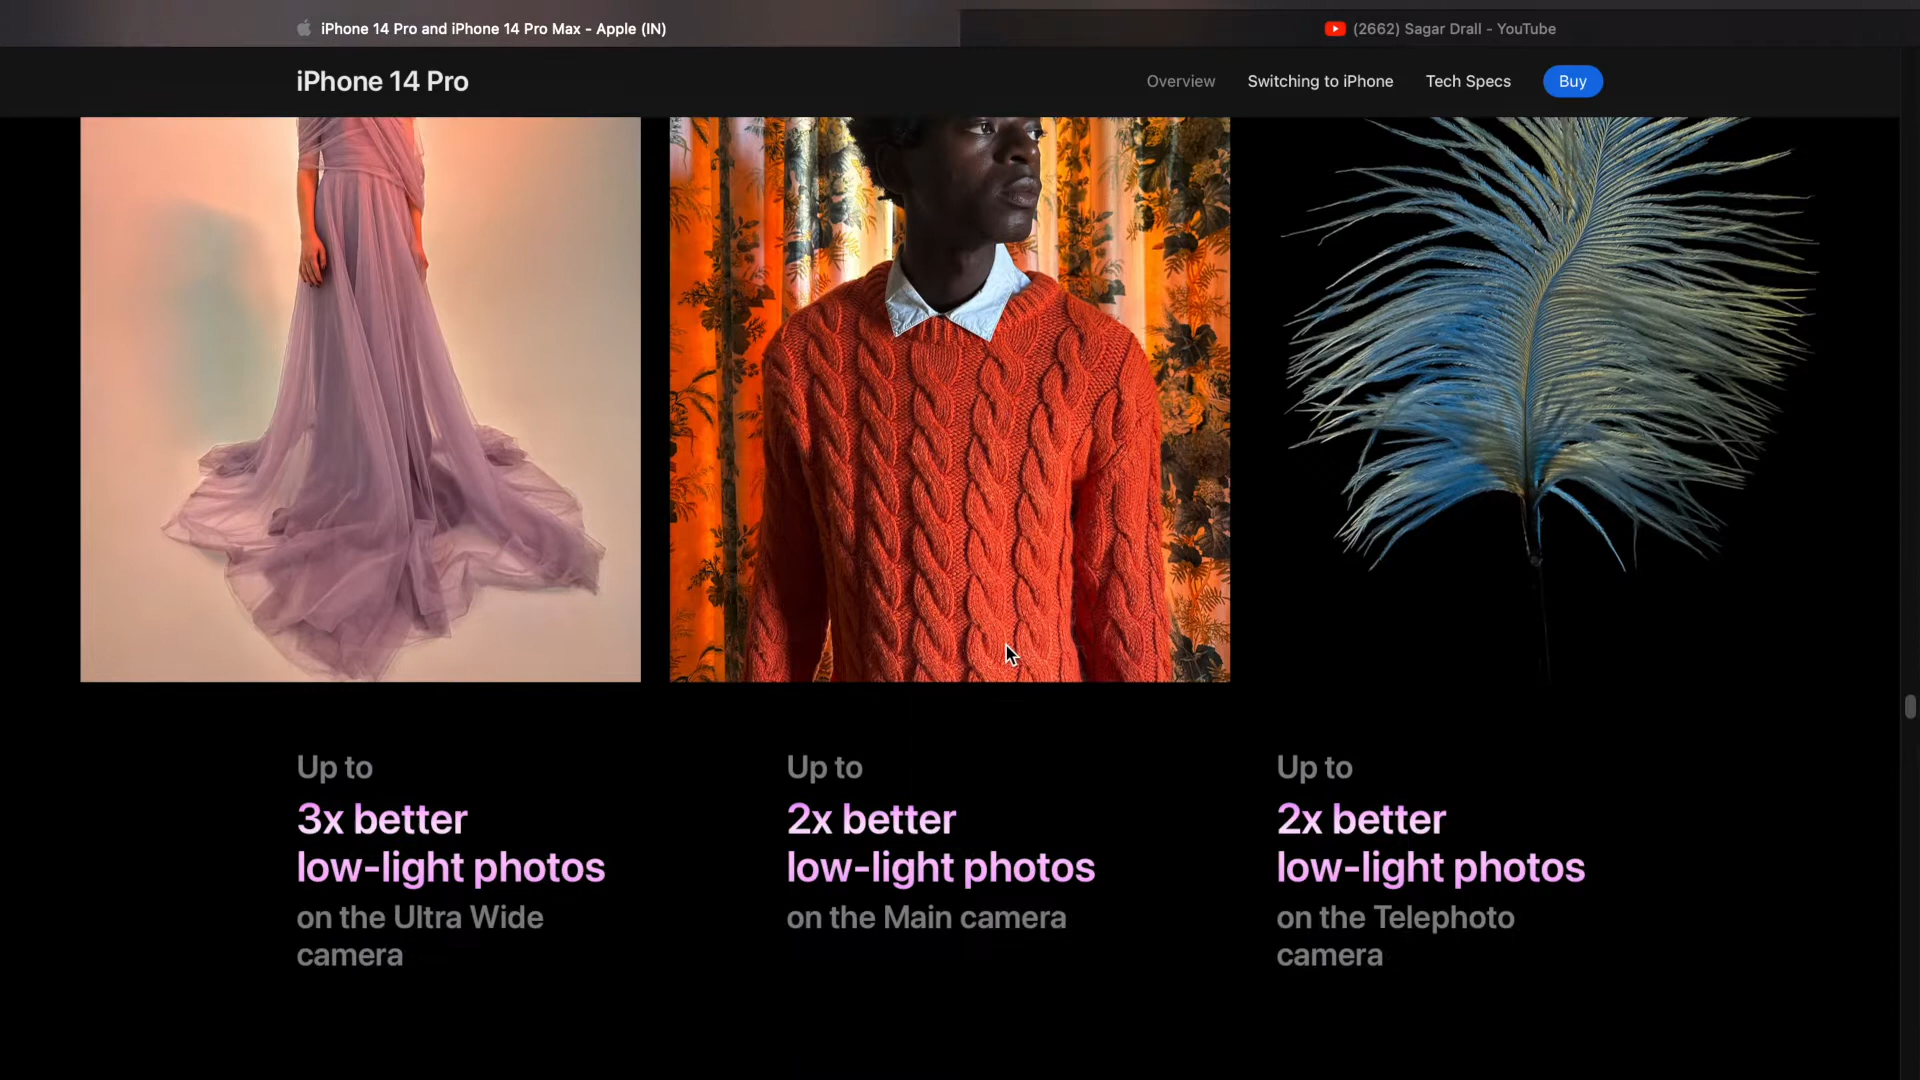 iPhone 14 Pro and iPhone 14 Pro Max - Apple (IN)
(2662) Sagar Drall - YouTube
iPhone 14 Pro
Overview
Switching to iPhone
Tech Specs
Buy
Up to
3x better
low-light photos
on the Ultra Wide
camera
Up to
2x better
low-light photos
on the Main camera
Up to
2x better
low-light photos
on the Telephoto
camera